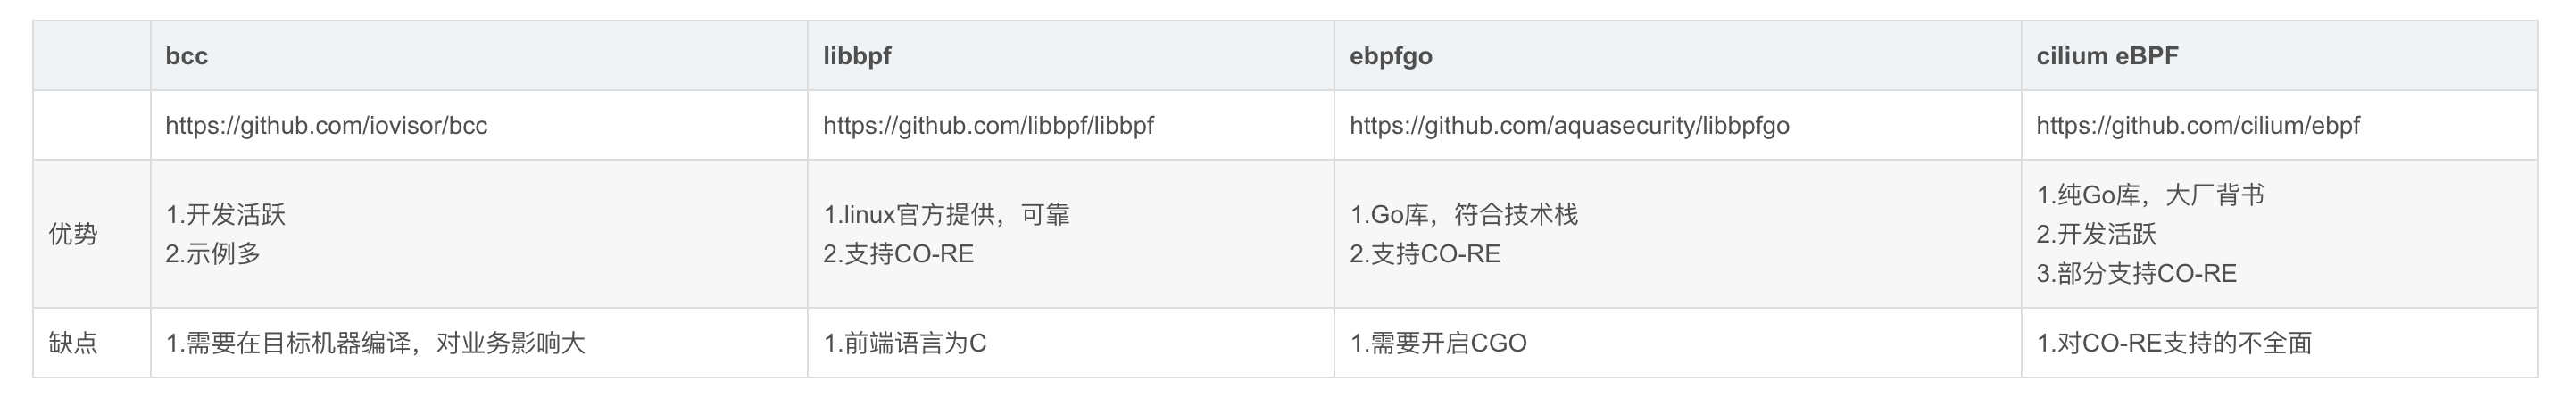 bcc
libbpf
ebpfgo
cilium eBPF
https://github.com/iovisor/bcc
https://github.com/libbpf/libbpf
https://github.com/aquasecurity/libbpfgo
https://github.com/cilium/ebpf
优势
1.开发活跃
2.示例多
1.linux官方提供，可靠
2.支持CO-RE
1.Go库，符合技术栈
2.支持CO-RE
1.纯Go库，大厂背书
2.开发活跃
3.部分支持CO-RE
缺点
1.需要在目标机器编译，对业务影响大
1.前端语言为C
1.需要开启CGO
1.对CO-RE支持的不全面